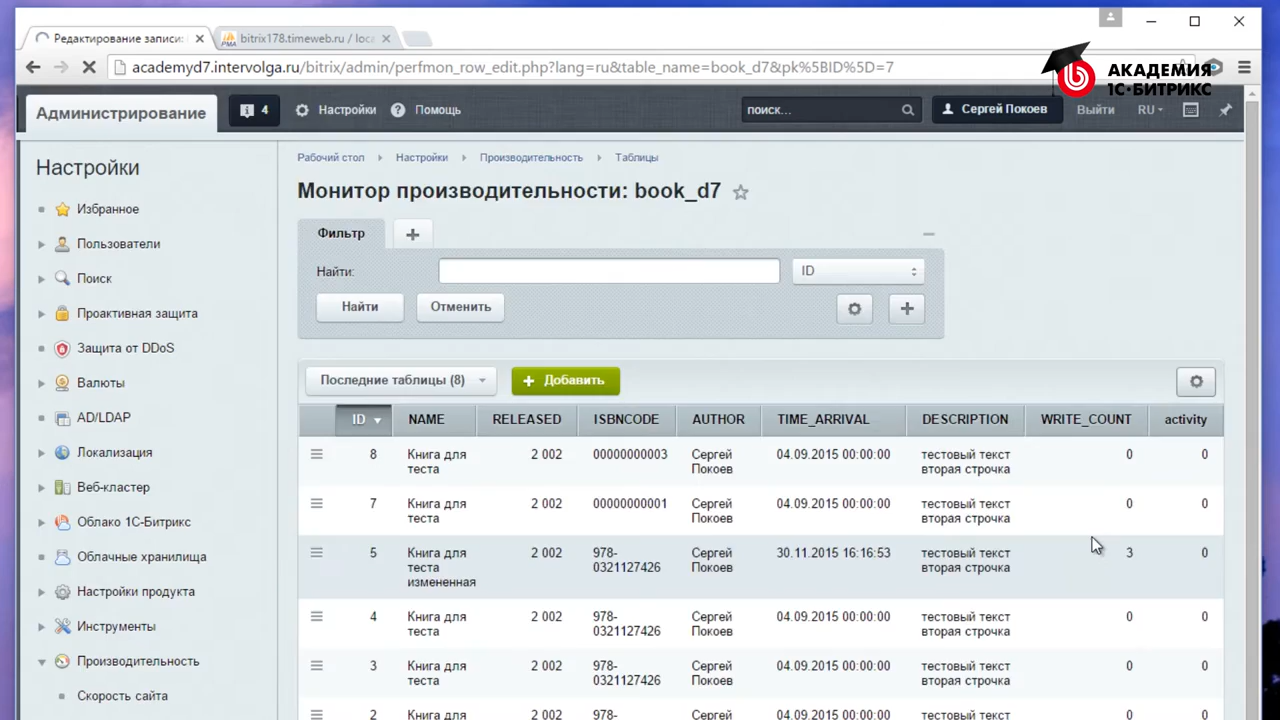 Редактирование записи:
bitrix178.timeweb.ru / loca
academyd7.intervolga.ru/bitrix/admin/perfmon_row_edit.php?lang=ru&table_name=book_d7&pk%5BID%5D=7
АКАДЕМИЯ
1С·БИТРИКС
Администрирование
4
Настройки
Помощь
поиск...
Сергей Покоев
Выйти
RU
Настройки
Избранное
Пользователи
Поиск
Проактивная защита
Защита от DDoS
Валюты
AD/LDAP
Локализация
Веб-кластер
Облако 1С-Битрикс
Облачные хранилища
Настройки продукта
Инструменты
Производительность
Скорость сайта
Рабочий стол Настройки Производительность Таблицы
Монитор производительности: book_d7
Фильтр
Найти:
ID
Найти
Отменить
Последние таблицы (8)
Добавить
ID NAME RELEASED ISBNCODE AUTHOR TIME_ARRIVAL DESCRIPTION WRITE_COUNT activity
8 Книга для 2 002 00000000003 Сергей 04.09.2015 00:00:00 тестовый текст 0 0
теста Покоев вторая строчка
7 Книга для 2 002 00000000001 Сергей 04.09.2015 00:00:00 тестовый текст 0 0
теста Покоев вторая строчка
5 Книга для 2 002 978- Сергей 30.11.2015 16:16:53 тестовый текст 3 0
теста 0321127426 Покоев вторая строчка
измененная
4 Книга для 2 002 978- Сергей 04.09.2015 00:00:00 тестовый текст 0 0
теста 0321127426 Покоев вторая строчка
3 Книга для 2 002 978- Сергей 04.09.2015 00:00:00 тестовый текст 0 0
теста 0321127426 Покоев вторая строчка
2 Книга для 2 002 978- Сергей 04.09.2015 00:00:00 тестовый текст 0 0